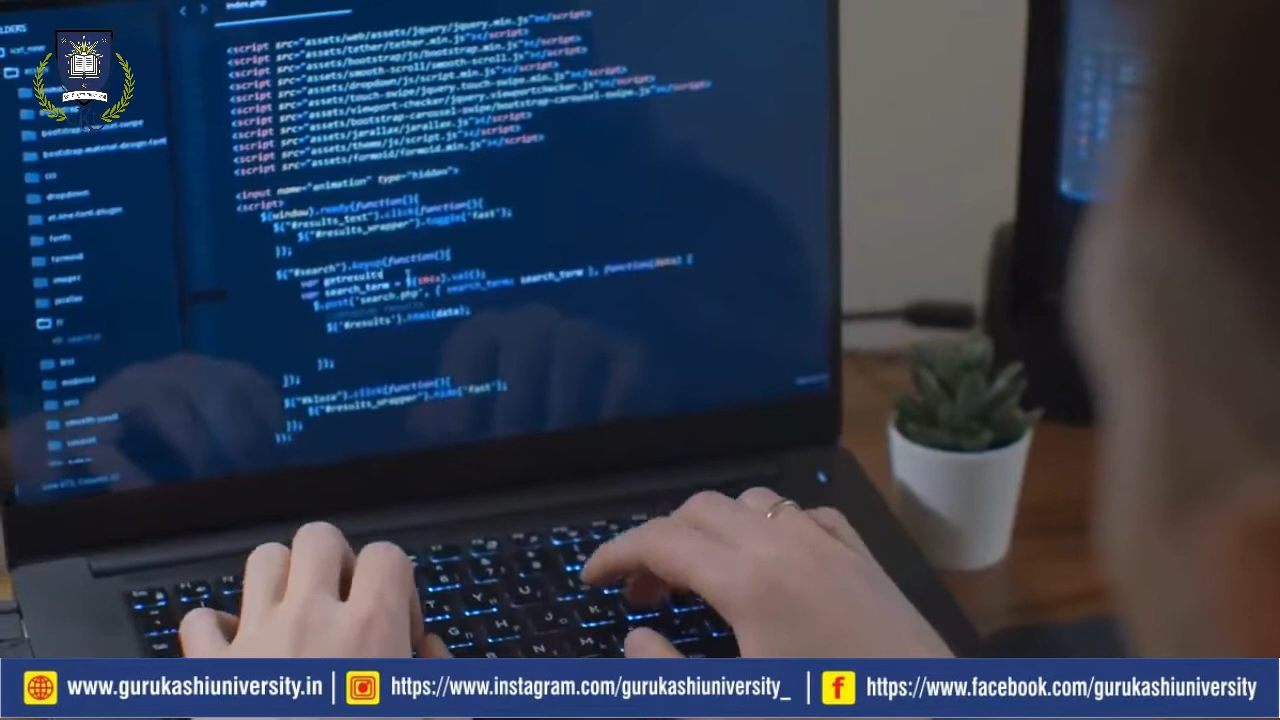 index.php
<script src="assets/web/assets/jquery/jquery.min.js"></script>
<script src="assets/tether/tether.min.js"></script>
<script src="assets/bootstrap/js/bootstrap.min.js"></script>
<script src="assets/smooth-scroll/smooth-scroll.js"></script>
<script src="assets/dropdown/js/script.min.js"></script>
<script src="assets/touch-swipe/jquery.touch-swipe.min.js"></script>
<script src="assets/viewport-checker/jquery.viewportchecker.js"></script>
<script src="assets/bootstrap-carousel-swipe/bootstrap-carousel-swipe.js"></script>
<script src="assets/jarallax/jarallax.js"></script>
<script src="assets/theme/js/script.js"></script>
<script src="assets/formoid/formoid.min.js"></script>
<input name="animation" type="hidden">
<script>
$(window).ready(function(){
$("#results_text").click(function(){
$("#results_wrapper").toggle("fast");
});
$("#search").keyup(function(){
var getresults
var search_term = $(this).val();
$.post("search.php", { search_term: search_term }, function(data) {
$("#results").html(data);
});
});
$("#close").click(function(){
$("#results_wrapper").hide("fast");
});
});
css
dropdown
fonts
formoid
images
www.gurukashiuniversity.in
https://www.instagram.com/gurukashiuniversity_
https://www.facebook.com/gurukashiuniversity